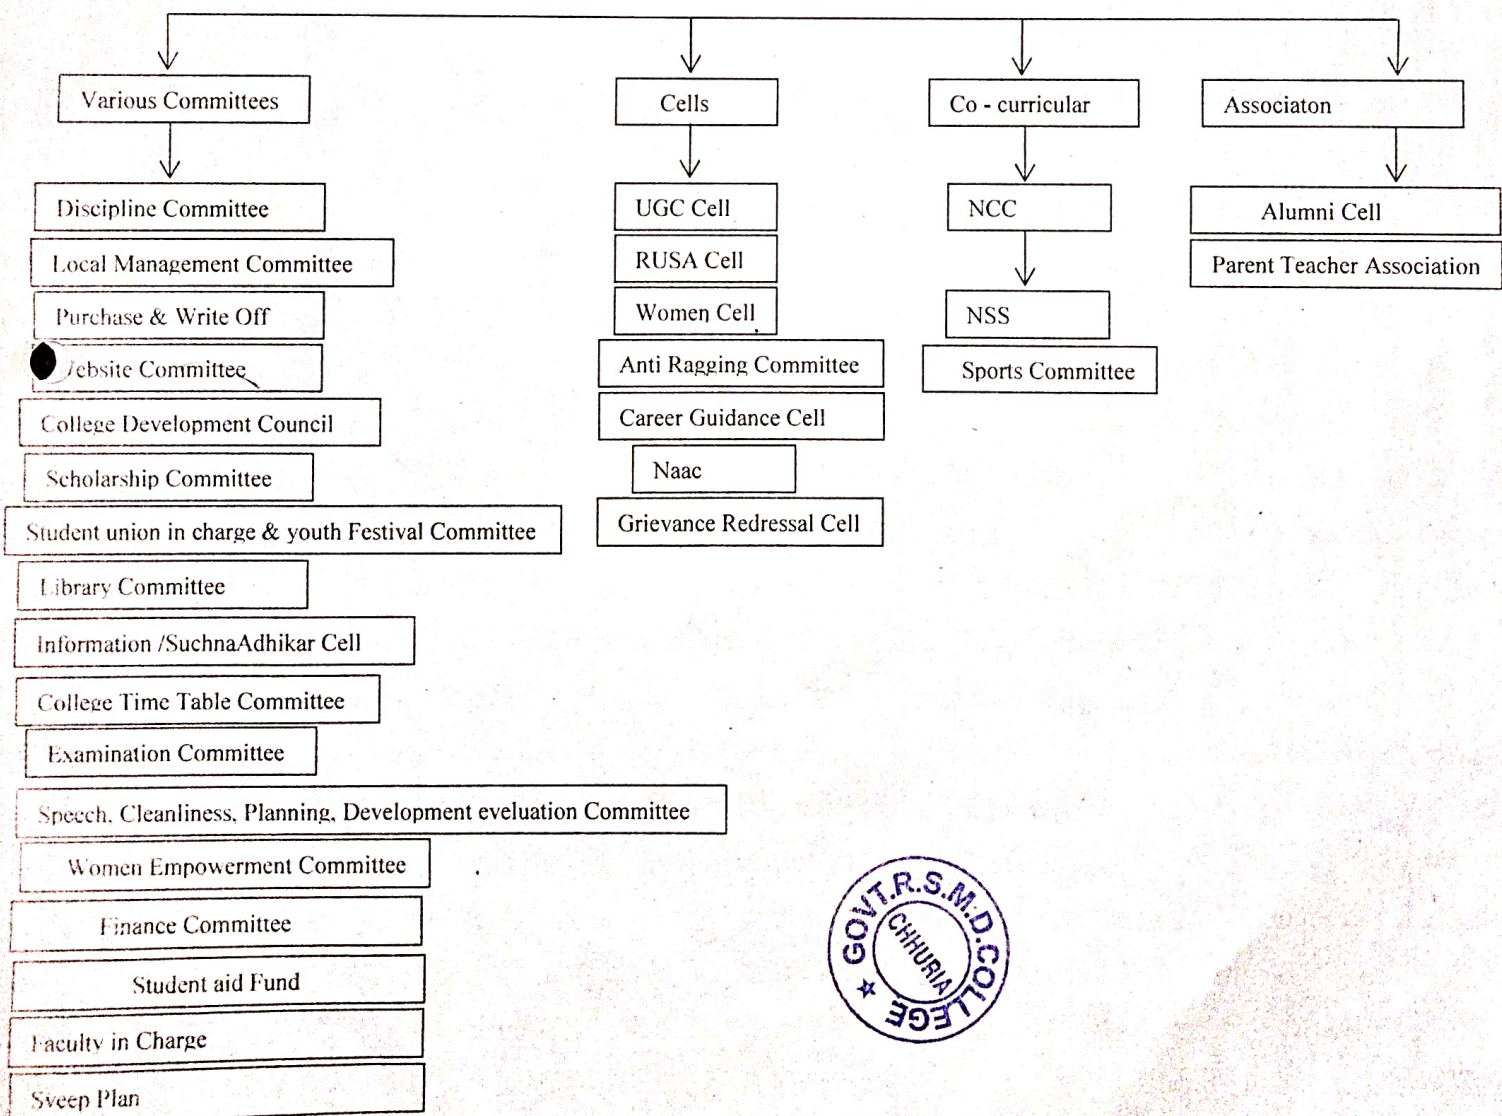 Various Committees
Cells
Co - curricular
Associaton
Discipline Committee
Local Management Committee
Purchase & Write Off
ebsite Committee
College Development Council
Scholarship Committee
Student union in charge & youth Festival Committee
Library Committee
Information /SuchnaAdhikar Cell
College Time Table Committee
Examination Committee
Speech, Cleanliness, Planning, Development eveluation Committee
Women Empowerment Committee
Finance Committee
Student aid Fund
Faculty in Charge
Sveep Plan
UGC Cell
RUSA Cell
Women Cell
Anti Ragging Committee
Career Guidance Cell
Naac
Grievance Redressal Cell
NCC
NSS
Sports Committee
Alumni Cell
Parent Teacher Association
GOVT.R.S.M.D.COLLEGE
CHHURIA